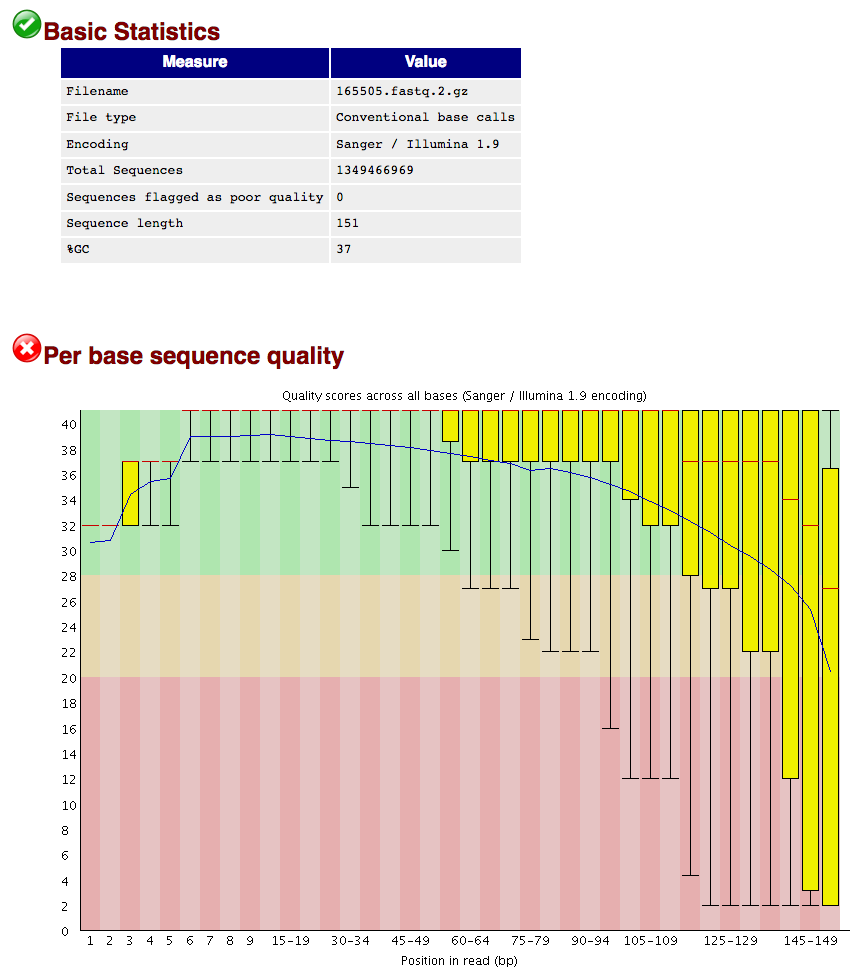 Basic Statistics
Measure Value
Filename 165505.fastq.2.gz
File type Conventional base calls
Encoding Sanger / Illumina 1.9
Total Sequences 1349466969
Sequences flagged as poor quality 0
Sequence length 151
%GC 37
Per base sequence quality
Quality scores across all bases (Sanger / Illumina 1.9 encoding)
40
38
36
34
32
30
28
26
24
22
20
18
16
14
12
10
8
6
4
2
0
1 2 3 4 5 6 7 8 9 15-19 30-34 45-49 60-64 75-79 90-94 105-109 125-129 145-149
Position in read (bp)